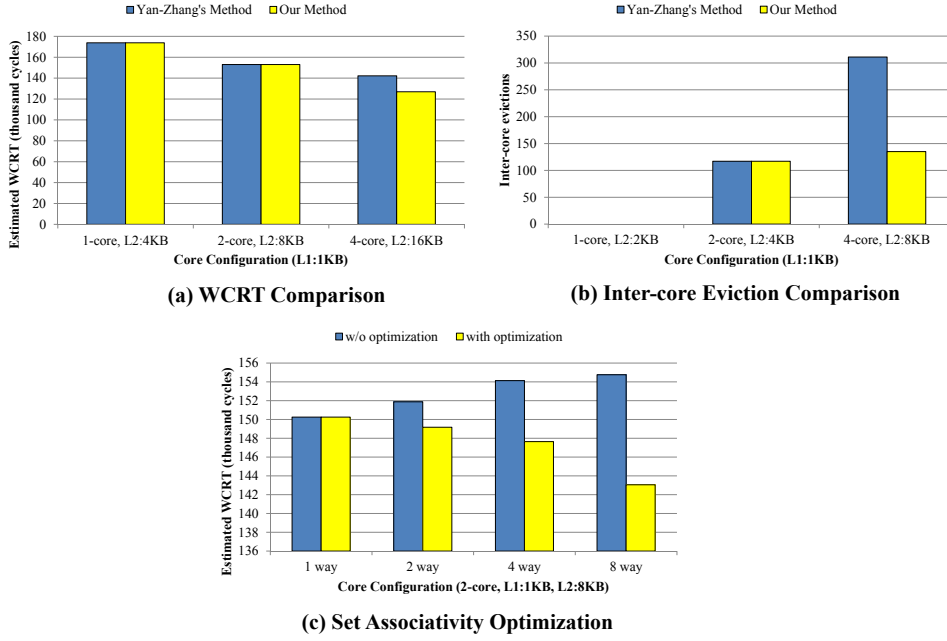 Yan-Zhang's Method Our Method
Estimated WCRT (thousand cycles)
180
160
140
120
100
80
60
40
20
0
1-core, L2:4KB 2-core, L2:8KB 4-core, L2:16KB
Core Configuration (L1:1KB)
(a) WCRT Comparison
Yan-Zhang's Method Our Method
Inter-core evictions
350
300
250
200
150
100
50
0
1-core, L2:2KB 2-core, L2:4KB 4-core, L2:8KB
Core Configuration (L1:1KB)
(b) Inter-core Eviction Comparison
w/o optimization with optimization
Estimated WCRT (thousand cycles)
156
154
152
150
148
146
144
142
140
138
136
1 way 2 way 4 way 8 way
Core Configuration (2-core, L1:1KB, L2:8KB)
(c) Set Associativity Optimization